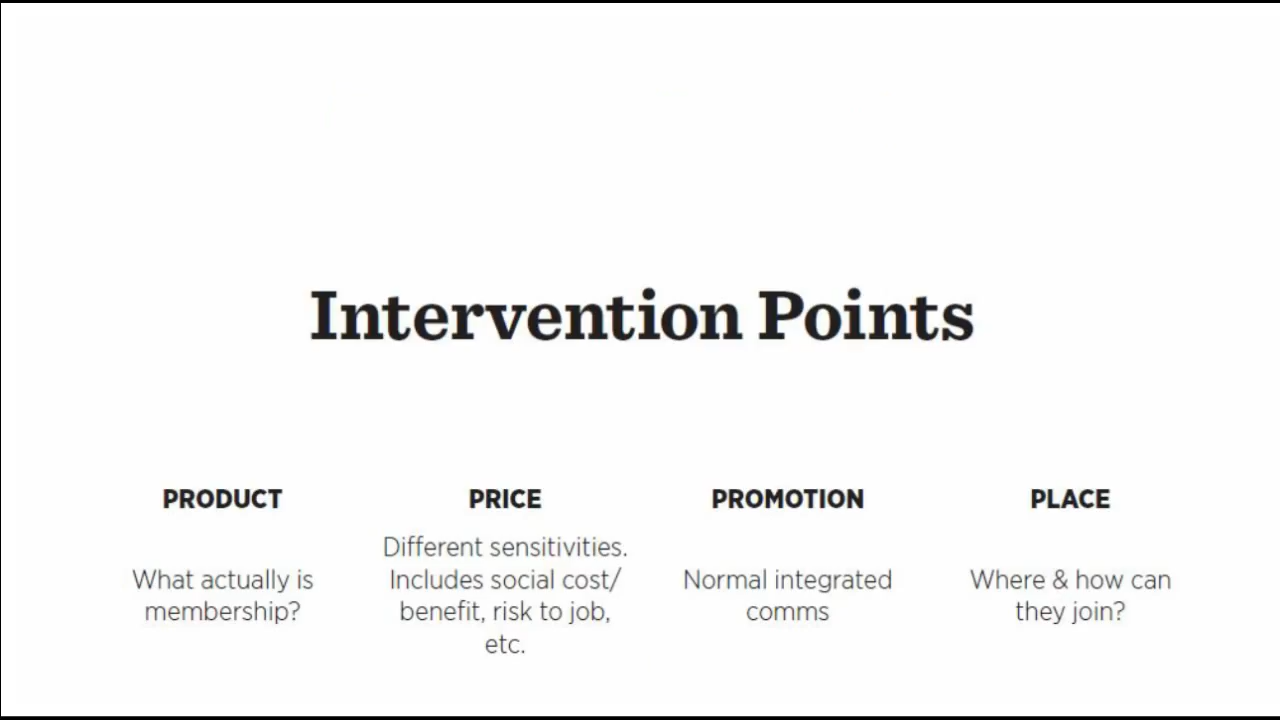 Intervention Points
PRODUCT
What actually is
membership?
PRICE
Different sensitivities.
Includes social cost/
benefit, risk to job,
etc.
PROMOTION
Normal integrated
comms
PLACE
Where & how can
they join?